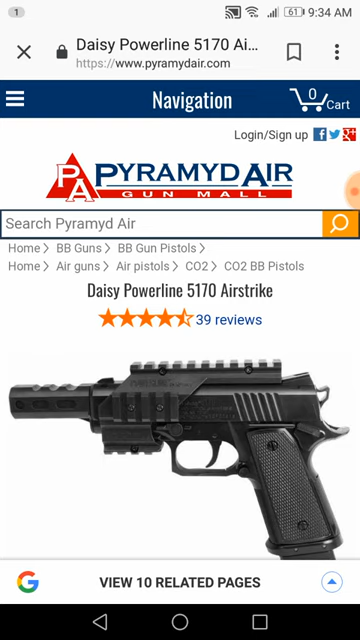 1
61
9:34 AM
Daisy Powerline 5170 Ai...
https://www.pyramydair.com
Navigation
0
Cart
Login/Sign up
PA PYRAMYD AIR
GUN MALL
Search Pyramyd Air
Home > BB Guns > BB Gun Pistols >
Home > Air guns > Air pistols > CO2 > CO2 BB Pistols
Daisy Powerline 5170 Airstrike
39 reviews
VIEW 10 RELATED PAGES